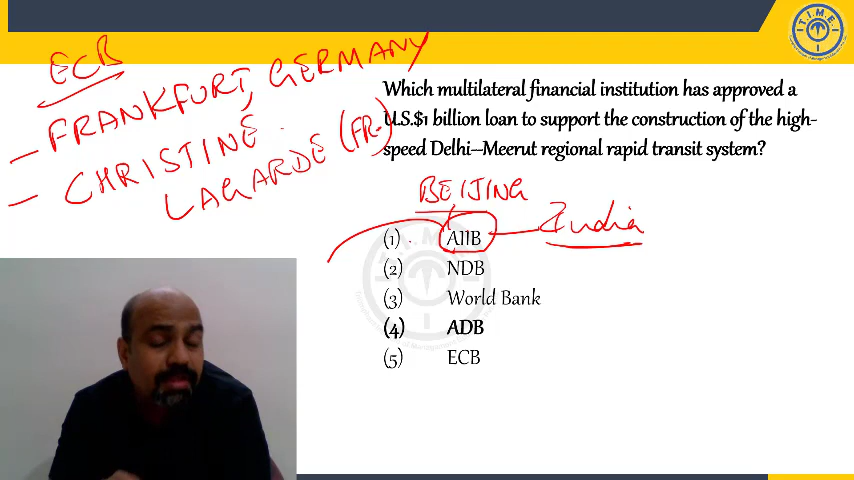 T.I.M.E.
ECB
- FRANKFURT, GERMANY
- CHRISTINE
LAGARDE (FR.)
Which multilateral financial institution has approved a
U.S.$1 billion loan to support the construction of the high-
speed Delhi–Meerut regional rapid transit system?
BEIJING
(1) AIIB India
(2) NDB
(3) World Bank
(4) ADB
(5) ECB